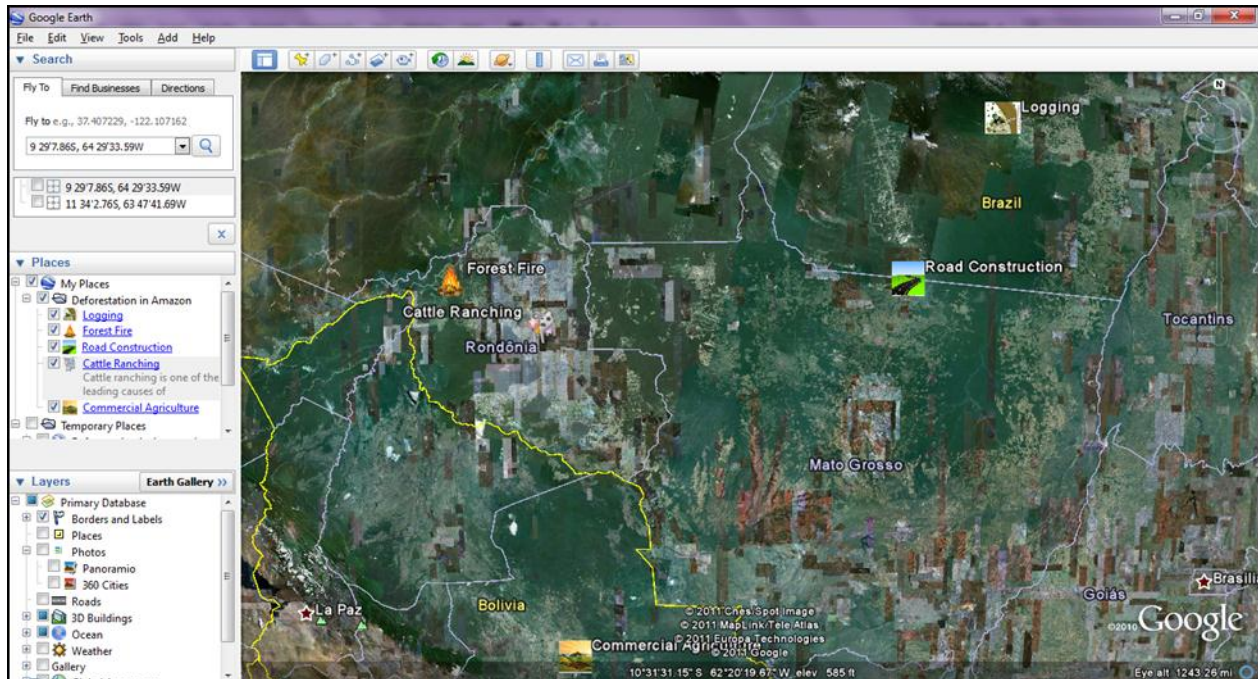 Google Earth
File Edit View Tools Add Help
Search
Fly To Find Businesses Directions
Fly to e.g., 37.407229, -122.107162
9 29'7.86S, 64 29'33.59W
9 29'7.86S, 64 29'33.59W
11 34'2.76S, 63 47'41.69W
Places
My Places
Deforestation in Amazon
Logging
Forest Fire
Road Construction
Cattle Ranching
Cattle ranching is one of the
leading causes of
Commercial Agriculture
Temporary Places
Layers Earth Gallery >>
Primary Database
Borders and Labels
Places
Photos
Panoramio
360 Cities
Roads
3D Buildings
Ocean
Weather
Gallery
N
Logging
Brazil
Forest Fire
Road Construction
Cattle Ranching
Rondônia
Tocantins
Mato Grosso
Brasília
Goiás
La Paz
Bolivia
Commercial Agriculture
© 2011 Cnes/Spot Image
© 2011 MapLink/Tele Atlas
© 2011 Europa Technologies
©2010 Google
10°31'31.15" S 62°20'19.67" W elev 585 ft
Eye alt 1243.26 mi